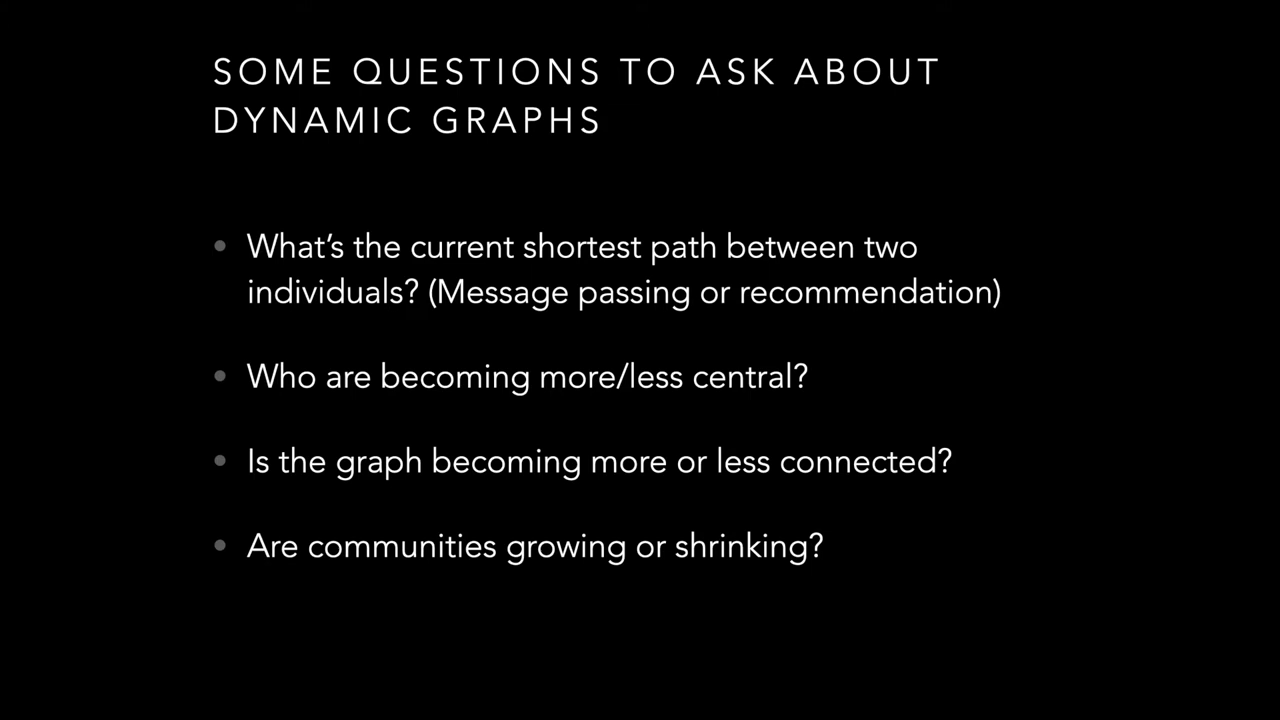 SOME QUESTIONS TO ASK ABOUT
DYNAMIC GRAPHS
• What’s the current shortest path between two
individuals? (Message passing or recommendation)
• Who are becoming more/less central?
• Is the graph becoming more or less connected?
• Are communities growing or shrinking?